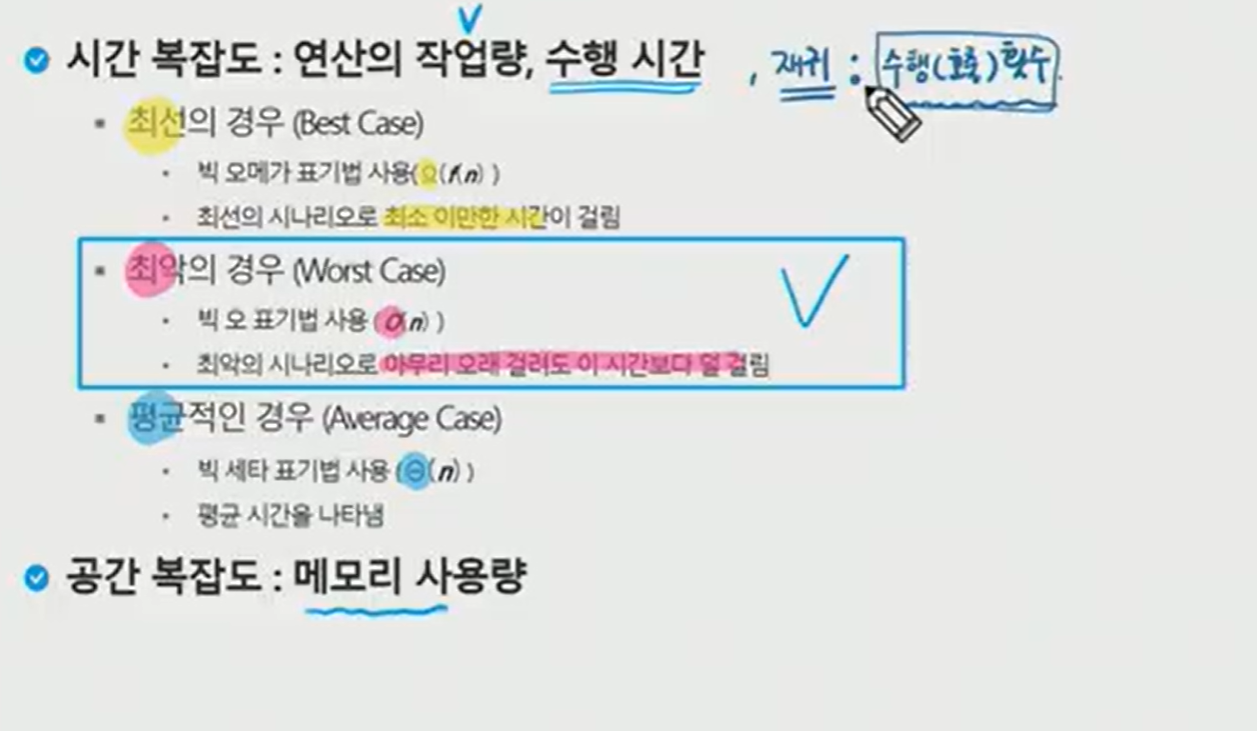 시간 복잡도 : 연산의 작업량, 수행 시간 , 재귀 : 수행(호출) 횟수.
최선의 경우 (Best Case)
빅 오메가 표기법 사용(Ω(f(n) )
최선의 시나리오로 최소 이만한 시간이 걸림
최악의 경우 (Worst Case)
빅 오 표기법 사용 (O(n) )
최악의 시나리오로 아무리 오래 걸려도 이 시간보다 덜 걸림
평균적인 경우 (Average Case)
빅 세타 표기법 사용 (Θ(n) )
평균 시간을 나타냄
공간 복잡도 : 메모리 사용량